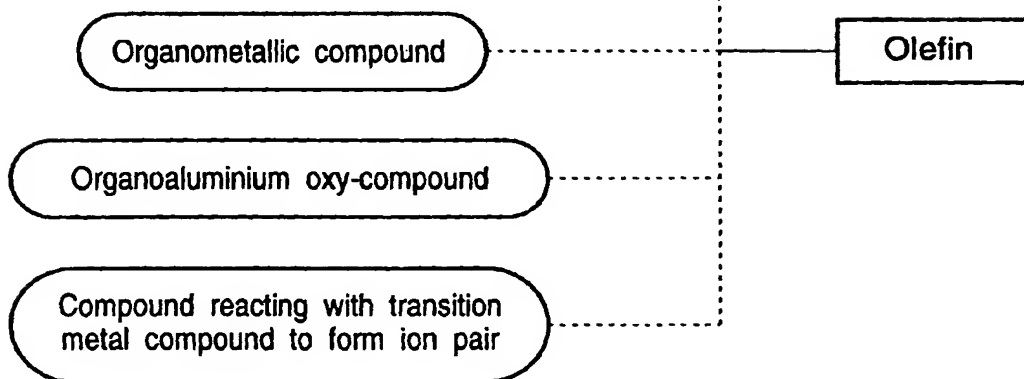 Organometallic compound
Olefin
Organoaluminium oxy-compound
Compound reacting with transition
metal compound to form ion pair